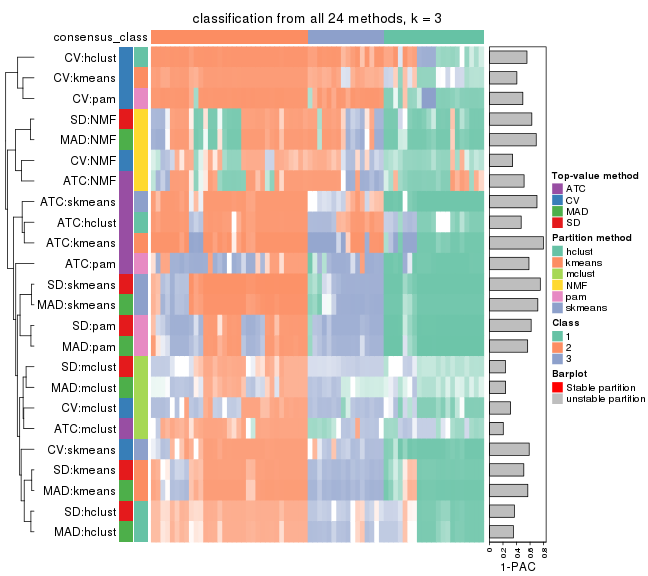 classification from all 24 methods, k = 3
consensus_class
CV:hclust
CV:kmeans
CV:pam
SD:NMF
MAD:NMF
CV:NMF
ATC:NMF
ATC:skmeans
ATC:hclust
ATC:kmeans
ATC:pam
SD:skmeans
MAD:skmeans
SD:pam
MAD:pam
SD:mclust
MAD:mclust
CV:mclust
ATC:mclust
CV:skmeans
SD:kmeans
MAD:kmeans
SD:hclust
MAD:hclust
0 0.2 0.4 0.6 0.8
1-PAC
Top-value method
ATC
CV
MAD
SD
Partition method
hclust
kmeans
mclust
NMF
pam
skmeans
Class
1
2
3
Barplot
Stable partition
unstable partition